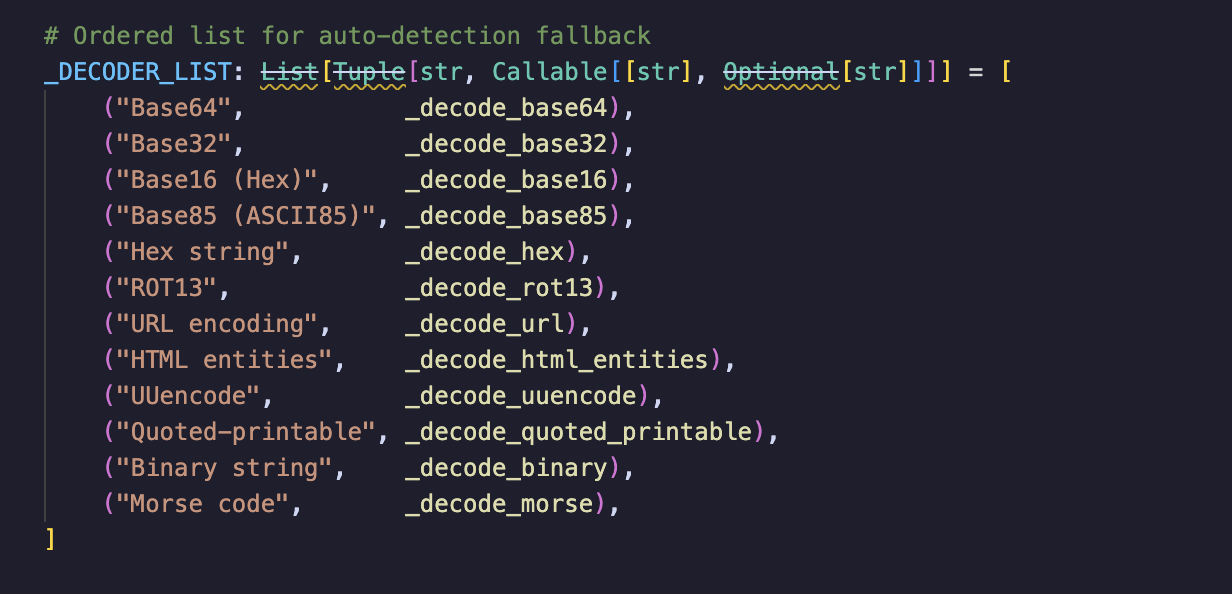 # Ordered list for auto-detection fallback
_DECODER_LIST: List[Tuple[str, Callable[[str], Optional[str]]]] = [
    ("Base64",           _decode_base64),
    ("Base32",           _decode_base32),
    ("Base16 (Hex)",     _decode_base16),
    ("Base85 (ASCII85)", _decode_base85),
    ("Hex string",       _decode_hex),
    ("ROT13",            _decode_rot13),
    ("URL encoding",     _decode_url),
    ("HTML entities",    _decode_html_entities),
    ("UUencode",         _decode_uuencode),
    ("Quoted-printable", _decode_quoted_printable),
    ("Binary string",    _decode_binary),
    ("Morse code",       _decode_morse),
]